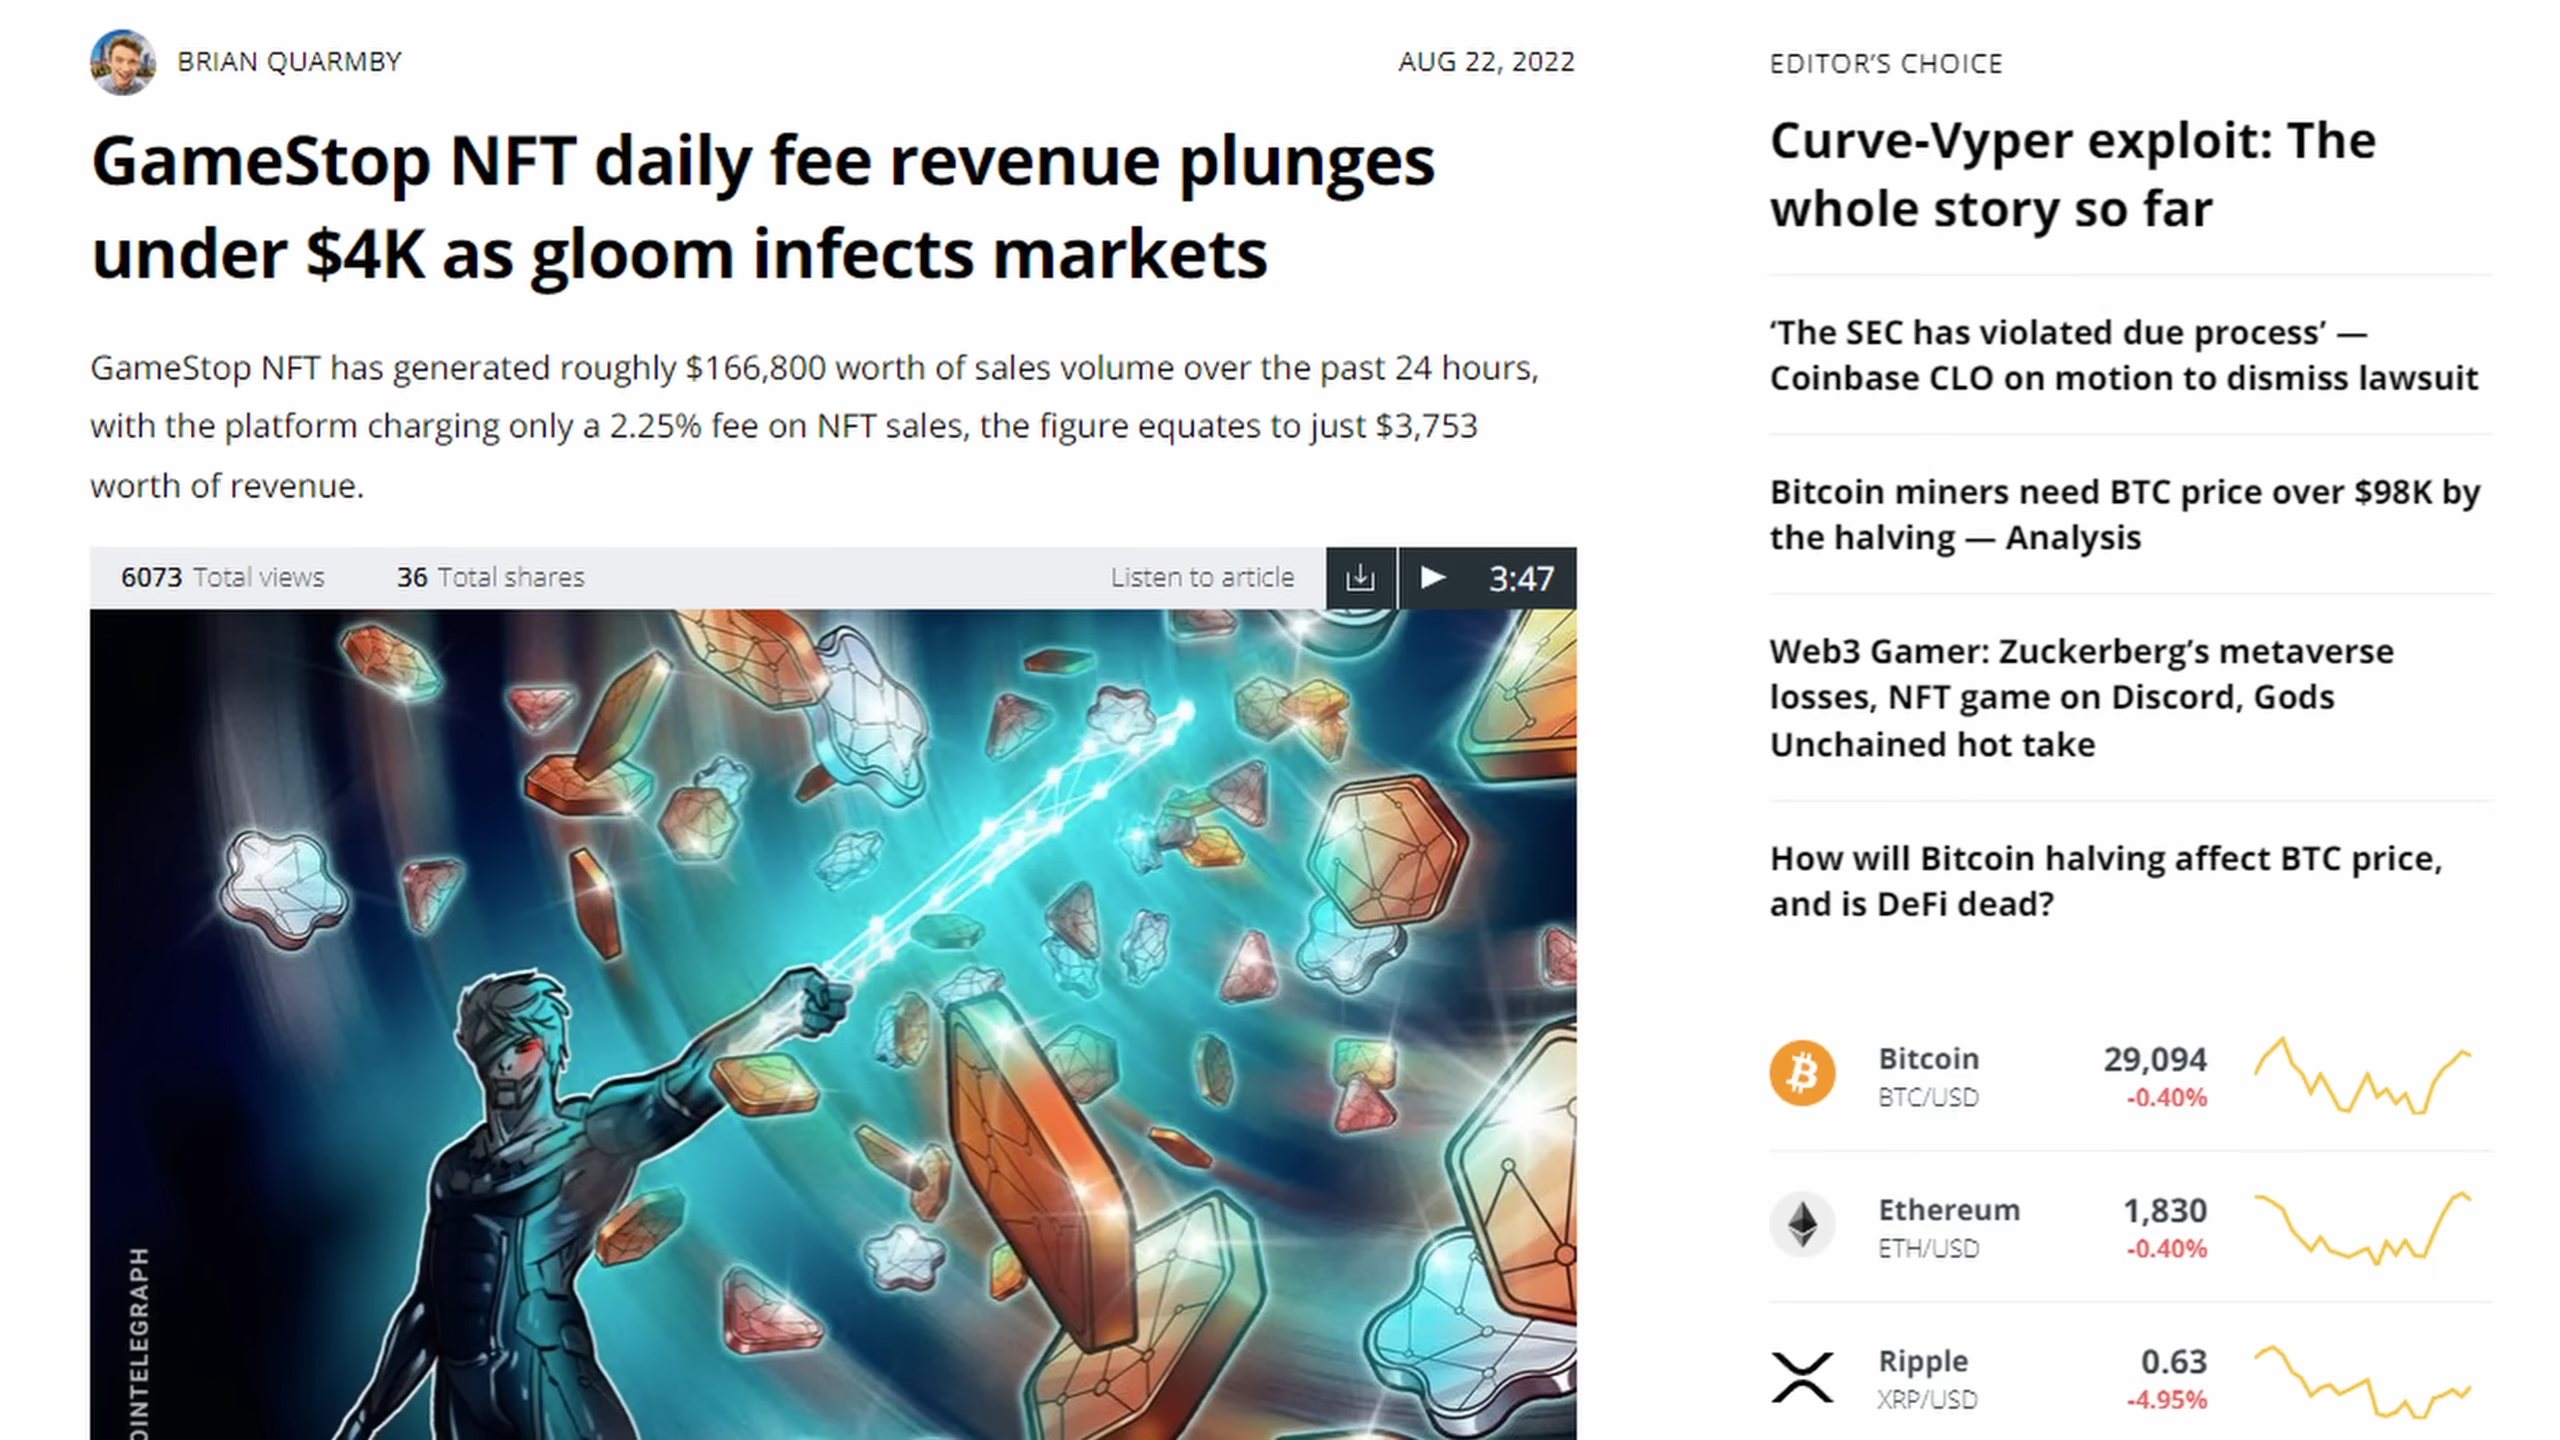 BRIAN QUARMBY
AUG 22, 2022
GameStop NFT daily fee revenue plunges
under $4K as gloom infects markets
GameStop NFT has generated roughly $166,800 worth of sales volume over the past 24 hours,
with the platform charging only a 2.25% fee on NFT sales, the figure equates to just $3,753
worth of revenue.
6073 Total views
36 Total shares
Listen to article
3:47
OINTELEGRAPH
EDITOR'S CHOICE
Curve-Vyper exploit: The
whole story so far
‘The SEC has violated due process’ —
Coinbase CLO on motion to dismiss lawsuit
Bitcoin miners need BTC price over $98K by
the halving — Analysis
Web3 Gamer: Zuckerberg’s metaverse
losses, NFT game on Discord, Gods
Unchained hot take
How will Bitcoin halving affect BTC price,
and is DeFi dead?
Bitcoin 29,094
BTC/USD -0.40%
Ethereum 1,830
ETH/USD -0.40%
Ripple 0.63
XRP/USD -4.95%